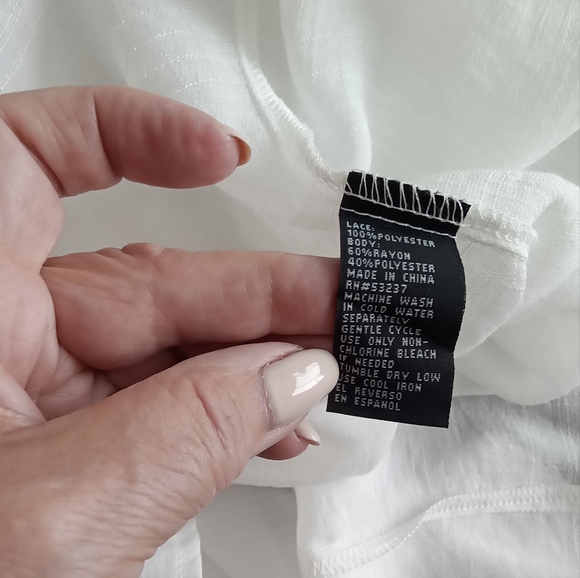 LACE:
100%POLYESTER
BODY:
60%RAYON
40%POLYESTER
MADE IN CHINA
RN#53237
MACHINE WASH
IN COLD WATER
SEPARATELY
GENTLE CYCLE
USE ONLY NON-
CHLORINE BLEACH
IF NEEDED
TUMBLE DRY LOW
USE COOL IRON
EL REVERSO
EN ESPANOL